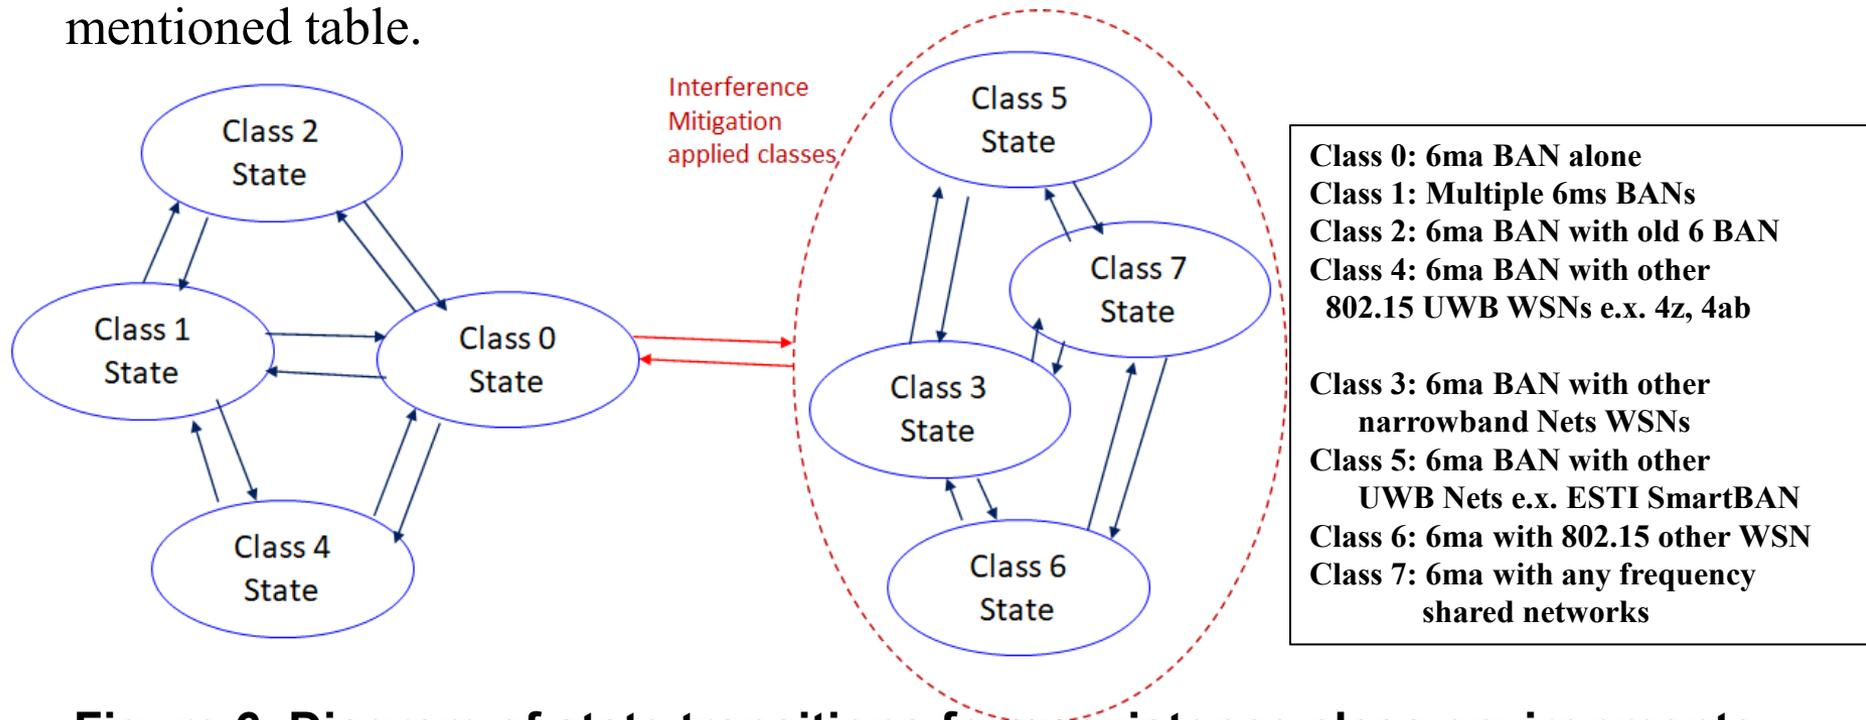 mentioned table.
Interference
Mitigation
applied classes
Class 2
State
Class 1
State
Class 0
State
Class 4
State
Class 5
State
Class 7
State
Class 3
State
Class 6
State
Class 0: 6ma BAN alone
Class 1: Multiple 6ms BANs
Class 2: 6ma BAN with old 6 BAN
Class 4: 6ma BAN with other
802.15 UWB WSNs e.x. 4z, 4ab
Class 3: 6ma BAN with other
narrowband Nets WSNs
Class 5: 6ma BAN with other
UWB Nets e.x. ESTI SmartBAN
Class 6: 6ma with 802.15 other WSN
Class 7: 6ma with any frequency
shared networks
Diagram of state transitions